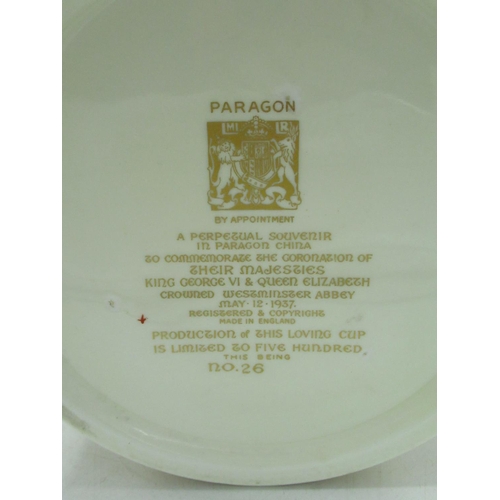 PARAGON
BY APPOINTMENT
A PERPETUAL SOUVENIR
IN PARAGON CHINA
TO COMMEMORATE THE CORONATION OF
THEIR MAJESTIES
KING GEORGE VI & QUEEN ELIZABETH
CROWNED WESTMINSTER ABBEY
MAY · 12 · 1937.
REGISTERED & COPYRIGHT
MADE IN ENGLAND
PRODUCTION of THIS LOVING CUP
IS LIMITED TO FIVE HUNDRED
THIS BEING
NO. 26